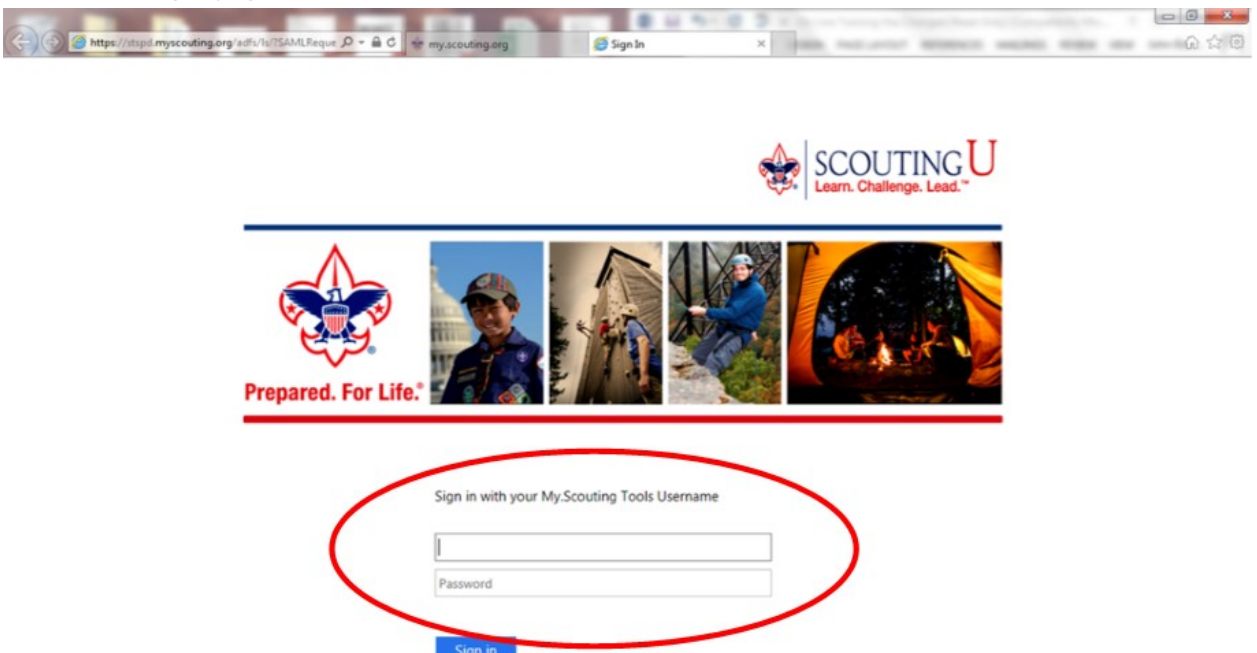 https://stspd.myscouting.org/adfs/ls/?SAMLReque
my.scouting.org
Sign In
SCOUTING U
Learn. Challenge. Lead.™
Prepared. For Life.®
Sign in with your My.Scouting Tools Username
Password
Sign in